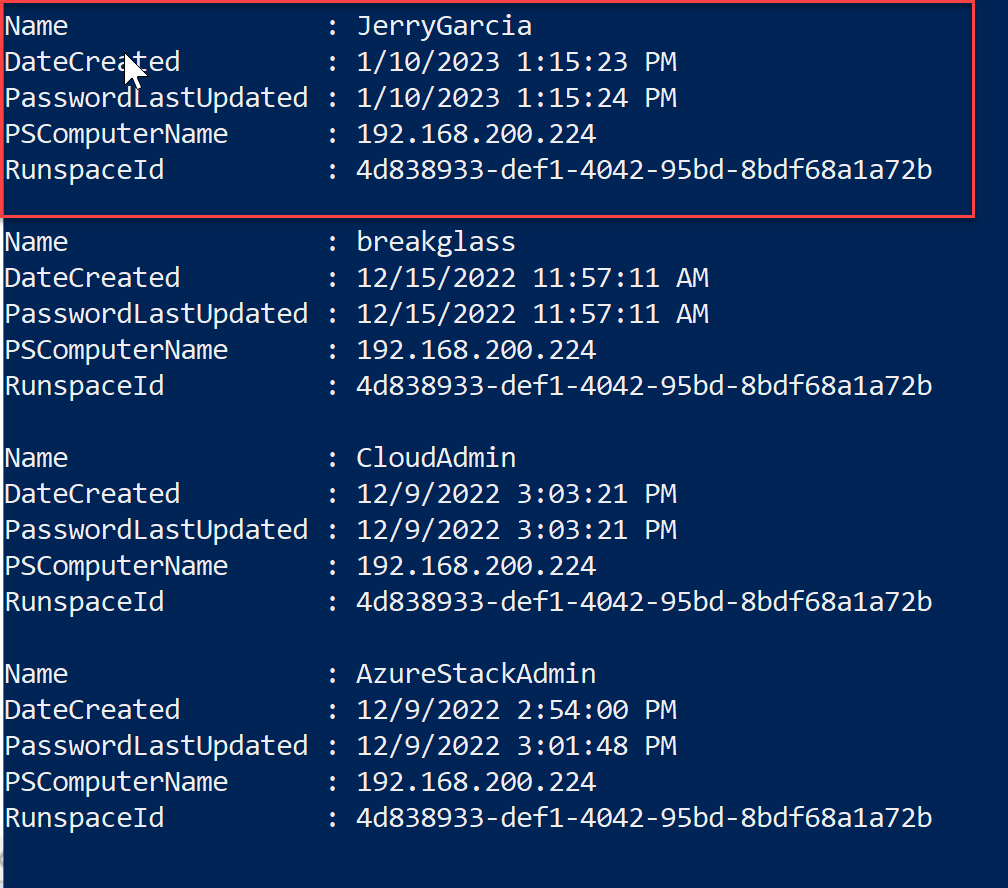 Name                : JerryGarcia
DateCreated         : 1/10/2023 1:15:23 PM
PasswordLastUpdated : 1/10/2023 1:15:24 PM
PSComputerName      : 192.168.200.224
RunspaceId          : 4d838933-def1-4042-95bd-8bdf68a1a72b

Name                : breakglass
DateCreated         : 12/15/2022 11:57:11 AM
PasswordLastUpdated : 12/15/2022 11:57:11 AM
PSComputerName      : 192.168.200.224
RunspaceId          : 4d838933-def1-4042-95bd-8bdf68a1a72b

Name                : CloudAdmin
DateCreated         : 12/9/2022 3:03:21 PM
PasswordLastUpdated : 12/9/2022 3:03:21 PM
PSComputerName      : 192.168.200.224
RunspaceId          : 4d838933-def1-4042-95bd-8bdf68a1a72b

Name                : AzureStackAdmin
DateCreated         : 12/9/2022 2:54:00 PM
PasswordLastUpdated : 12/9/2022 3:01:48 PM
PSComputerName      : 192.168.200.224
RunspaceId          : 4d838933-def1-4042-95bd-8bdf68a1a72b